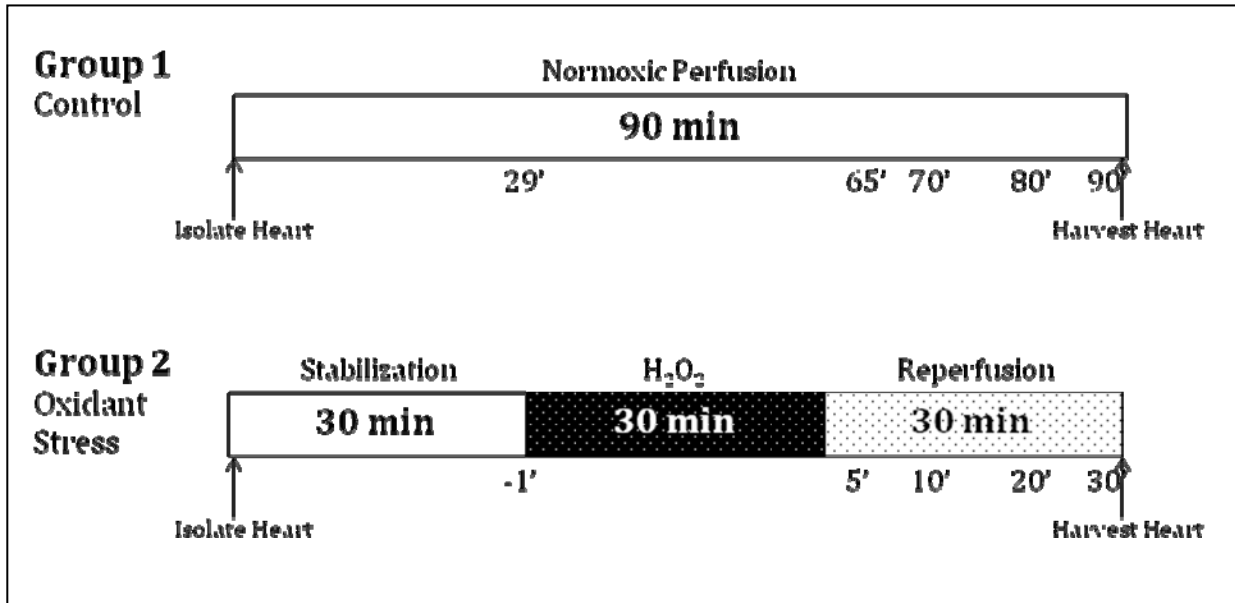 Group 1
Control
Normoxic Perfusion
90 min
29' 65' 70' 80' 90'
Isolate Heart Harvest Heart
Group 2
Oxidant
Stress
Stabilization H₂O₂ Reperfusion
30 min 30 min 30 min
-1' 5' 10' 20' 30'
Isolate Heart Harvest Heart